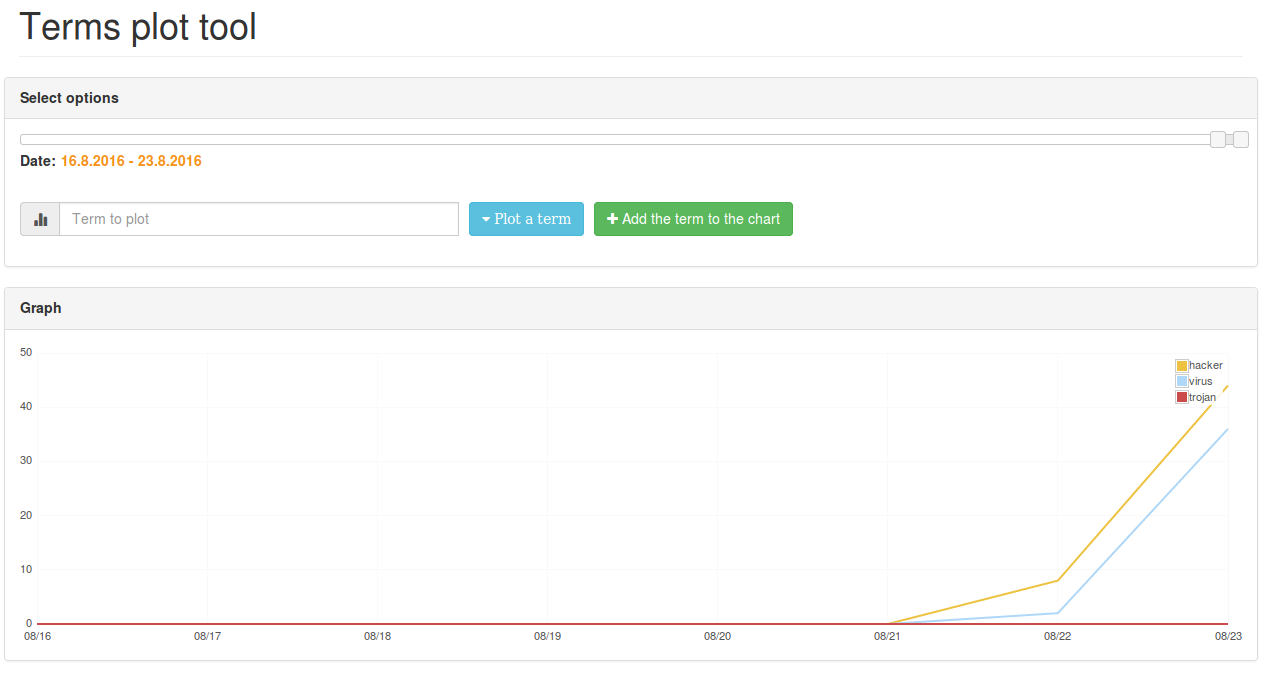 Terms plot tool
Select options
Date: 16.8.2016 - 23.8.2016
Term to plot Plot a term Add the term to the chart
Graph
50
40
30
20
10
0
hacker
virus
trojan
08/16 08/17 08/18 08/19 08/20 08/21 08/22 08/23